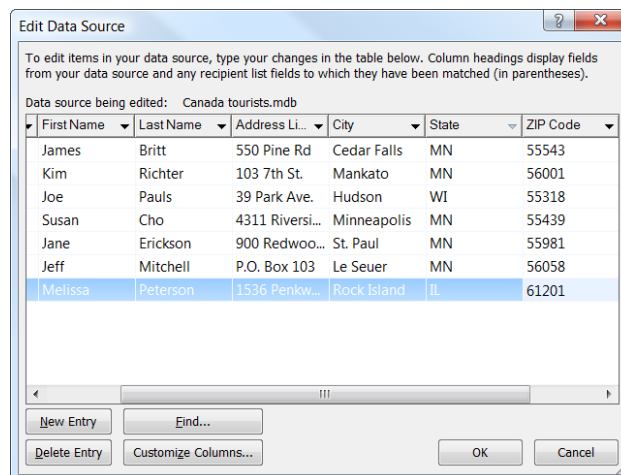 Edit Data Source
To edit items in your data source, type your changes in the table below. Column headings display fields
from your data source and any recipient list fields to which they have been matched (in parentheses).
Data source being edited: Canada tourists.mdb
First Name Last Name Address Li... City State ZIP Code
James Britt 550 Pine Rd Cedar Falls MN 55543
Kim Richter 103 7th St. Mankato MN 56001
Joe Pauls 39 Park Ave. Hudson WI 55318
Susan Cho 4311 Riversi... Minneapolis MN 55439
Jane Erickson 900 Redwoo... St. Paul MN 55981
Jeff Mitchell P.O. Box 103 Le Seuer MN 56058
Melissa Peterson 1536 Penkw... Rock Island IL 61201
New Entry Find...
Delete Entry Customize Columns... OK Cancel